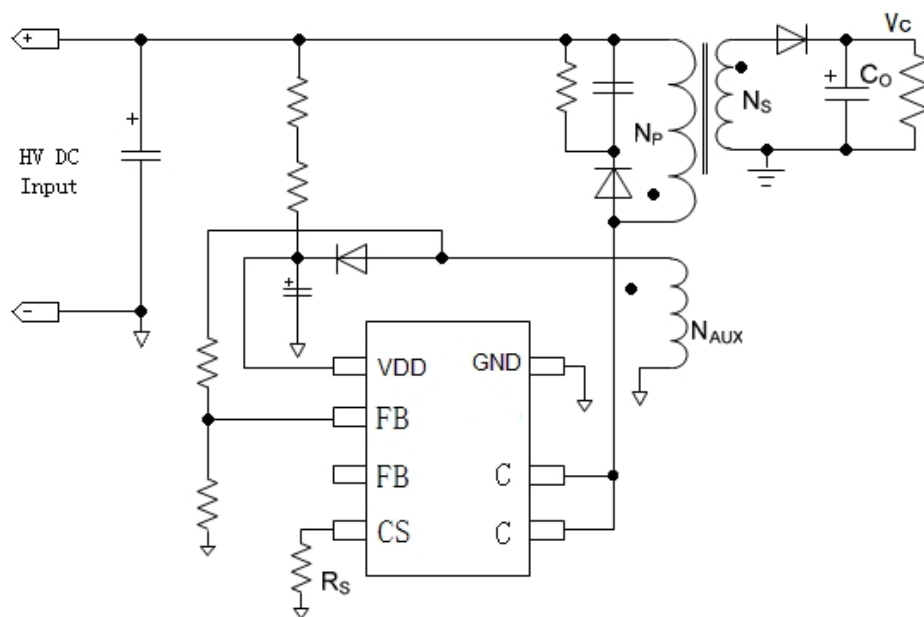 +
Vc
+
+
Co
NP
NS
HV DC
Input
+
NAUX
-
VDD
GND
FB
FB
C
CS
C
RS